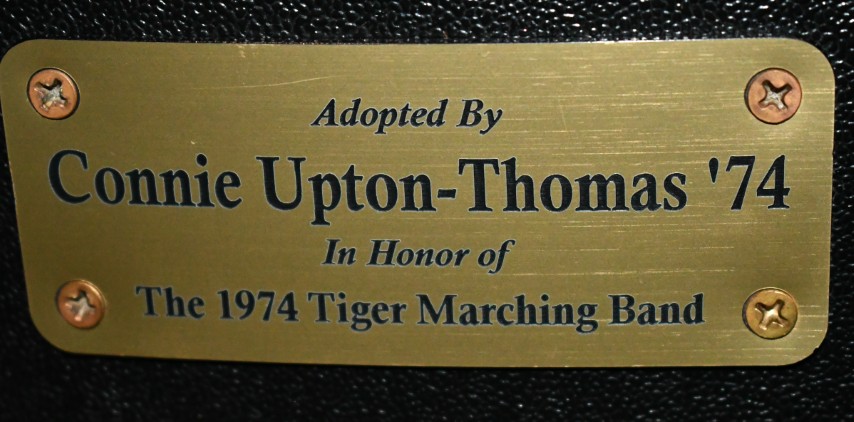 Adopted By
Connie Upton-Thomas '74
In Honor of
The 1974 Tiger Marching Band